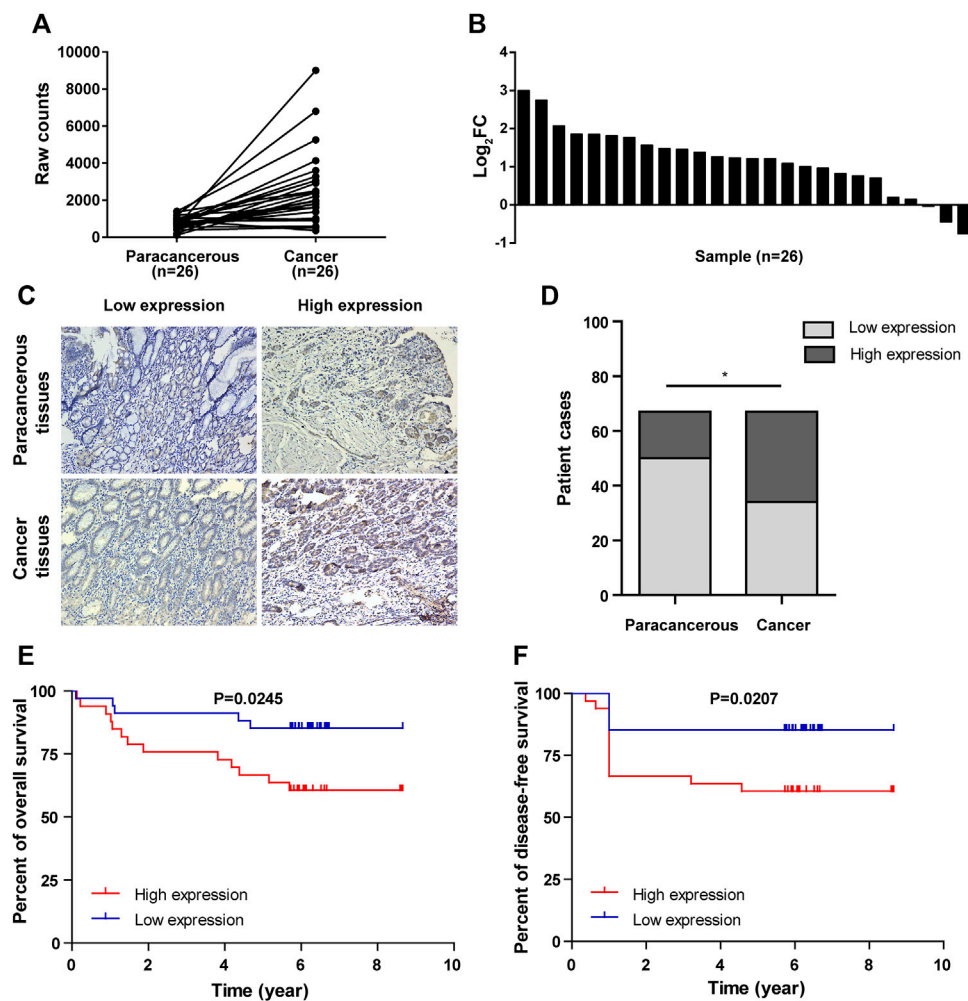 A
Raw counts
10000
8000
6000
4000
2000
0
Paracancerous
(n=26)
Cancer
(n=26)
B
Log2FC
4
3
2
1
0
-1
Sample (n=26)
C
Low expression
High expression
Paracancerous
tissues
Cancer
tissues
D
Patient cases
100
80
60
40
20
0
*
Low expression
High expression
Paracancerous
Cancer
E
Percent of overall survival
100
75
50
25
0
P=0.0245
High expression
Low expression
0
2
4
6
8
10
Time (year)
F
Percent of disease-free survival
100
75
50
25
0
P=0.0207
High expression
Low expression
0
2
4
6
8
10
Time (year)